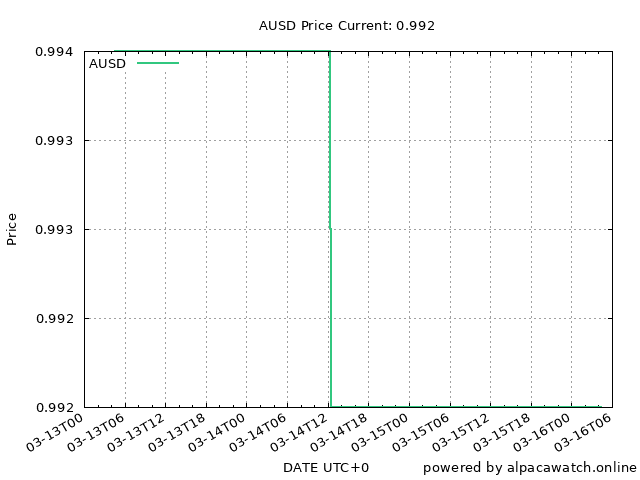 AUSD Price Current: 0.992
AUSD
0.994
0.993
0.993
0.992
0.992
Price
03-13T00
03-13T06
03-13T12
03-13T18
03-14T00
03-14T06
03-14T12
03-14T18
03-15T00
03-15T06
03-15T12
03-15T18
03-16T00
03-16T06
DATE UTC+0
powered by alpacawatch.online